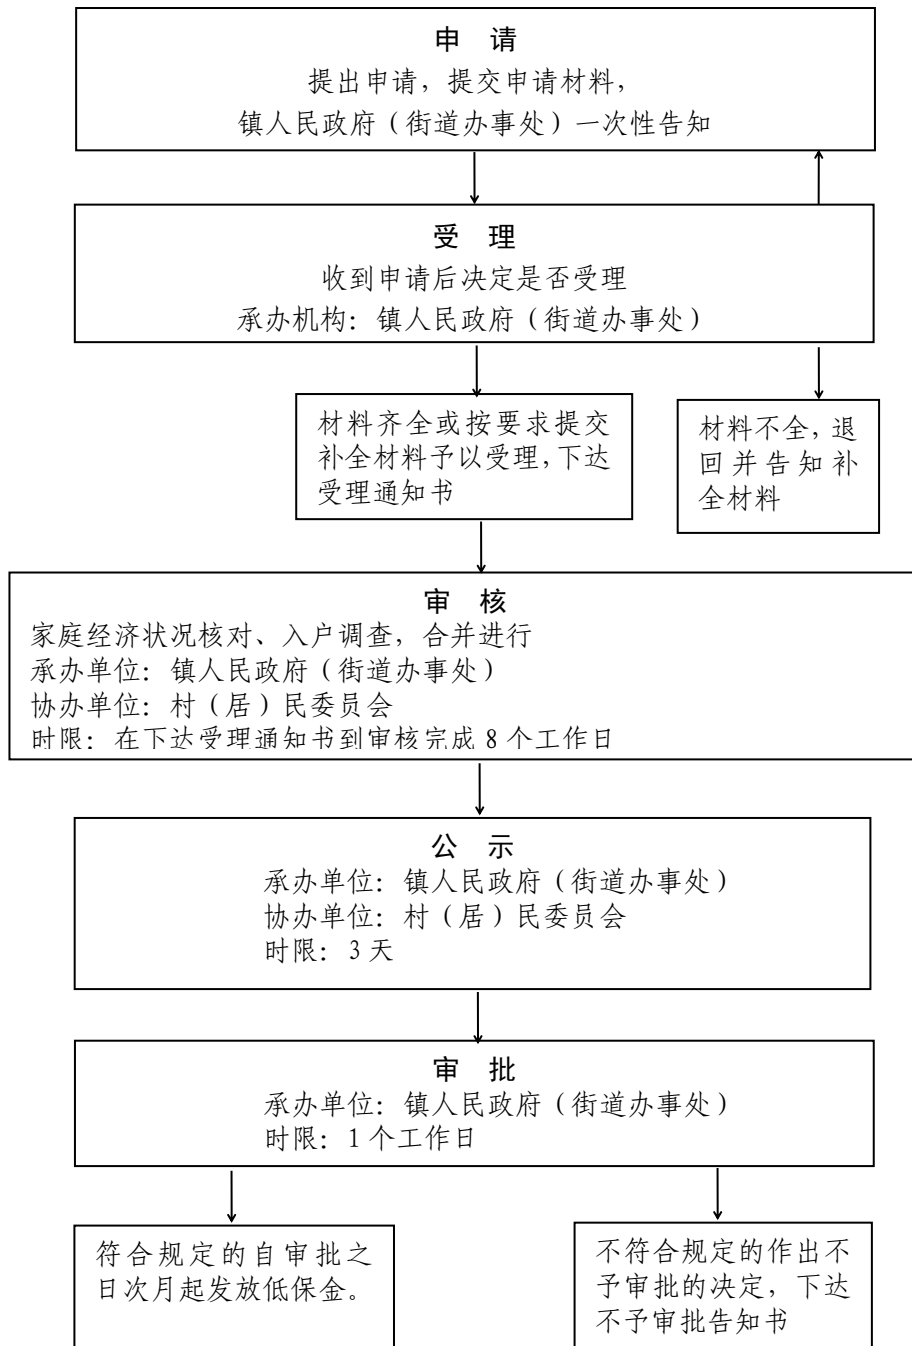 申 请
提出申请，提交申请材料，
镇人民政府（街道办事处）一次性告知
受 理
收到申请后决定是否受理
承办机构：镇人民政府（街道办事处）
材料齐全或按要求提交
补全材料予以受理，下达
受理通知书
材料不全，退
回并告知补
全材料
审 核
家庭经济状况核对、入户调查，合并进行
承办单位：镇人民政府（街道办事处）
协办单位：村（居）民委员会
时限：在下达受理通知书到审核完成 8 个工作日
公 示
承办单位：镇人民政府（街道办事处）
协办单位：村（居）民委员会
时限：3 天
审 批
承办单位：镇人民政府（街道办事处）
时限：1 个工作日
符合规定的自审批之
日次月起发放低保金。
不符合规定的作出不
予审批的决定，下达
不予审批告知书